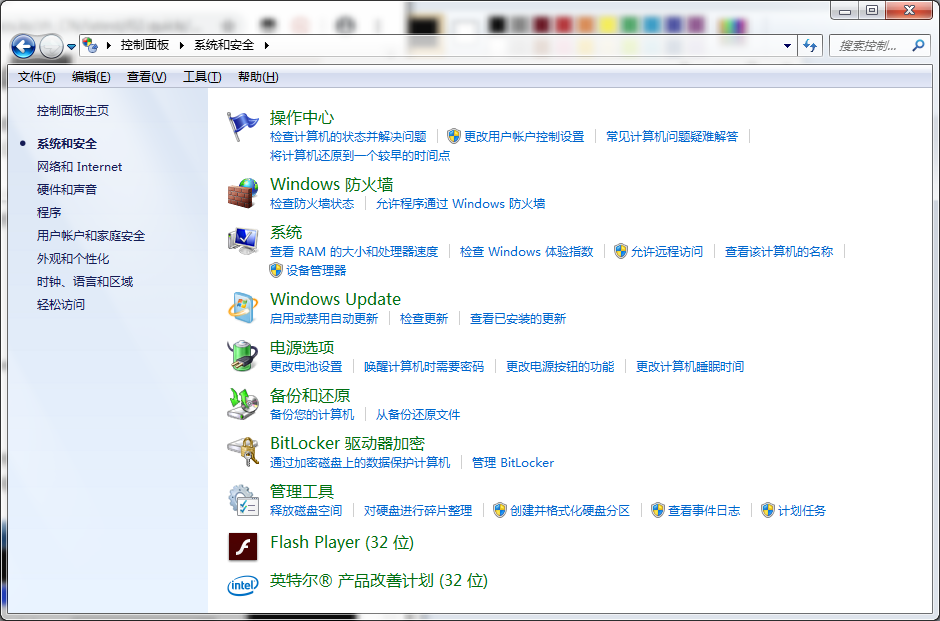 控制面板 系统和安全
搜索控制...
文件(F) 编辑(E) 查看(V) 工具(T) 帮助(H)
控制面板主页
系统和安全
网络和 Internet
硬件和声音
程序
用户帐户和家庭安全
外观和个性化
时钟、语言和区域
轻松访问
操作中心
检查计算机的状态并解决问题 更改用户帐户控制设置 常见计算机问题疑难解答
将计算机还原到一个较早的时间点
Windows 防火墙
检查防火墙状态 允许程序通过 Windows 防火墙
系统
查看 RAM 的大小和处理器速度 检查 Windows 体验指数 允许远程访问 查看该计算机的名称
设备管理器
Windows Update
启用或禁用自动更新 检查更新 查看已安装的更新
电源选项
更改电池设置 唤醒计算机时需要密码 更改电源按钮的功能 更改计算机睡眠时间
备份和还原
备份您的计算机 从备份还原文件
BitLocker 驱动器加密
通过加密磁盘上的数据保护计算机 管理 BitLocker
管理工具
释放磁盘空间 对硬盘进行碎片整理 创建并格式化硬盘分区 查看事件日志 计划任务
Flash Player (32 位)
intel 英特尔® 产品改善计划 (32 位)